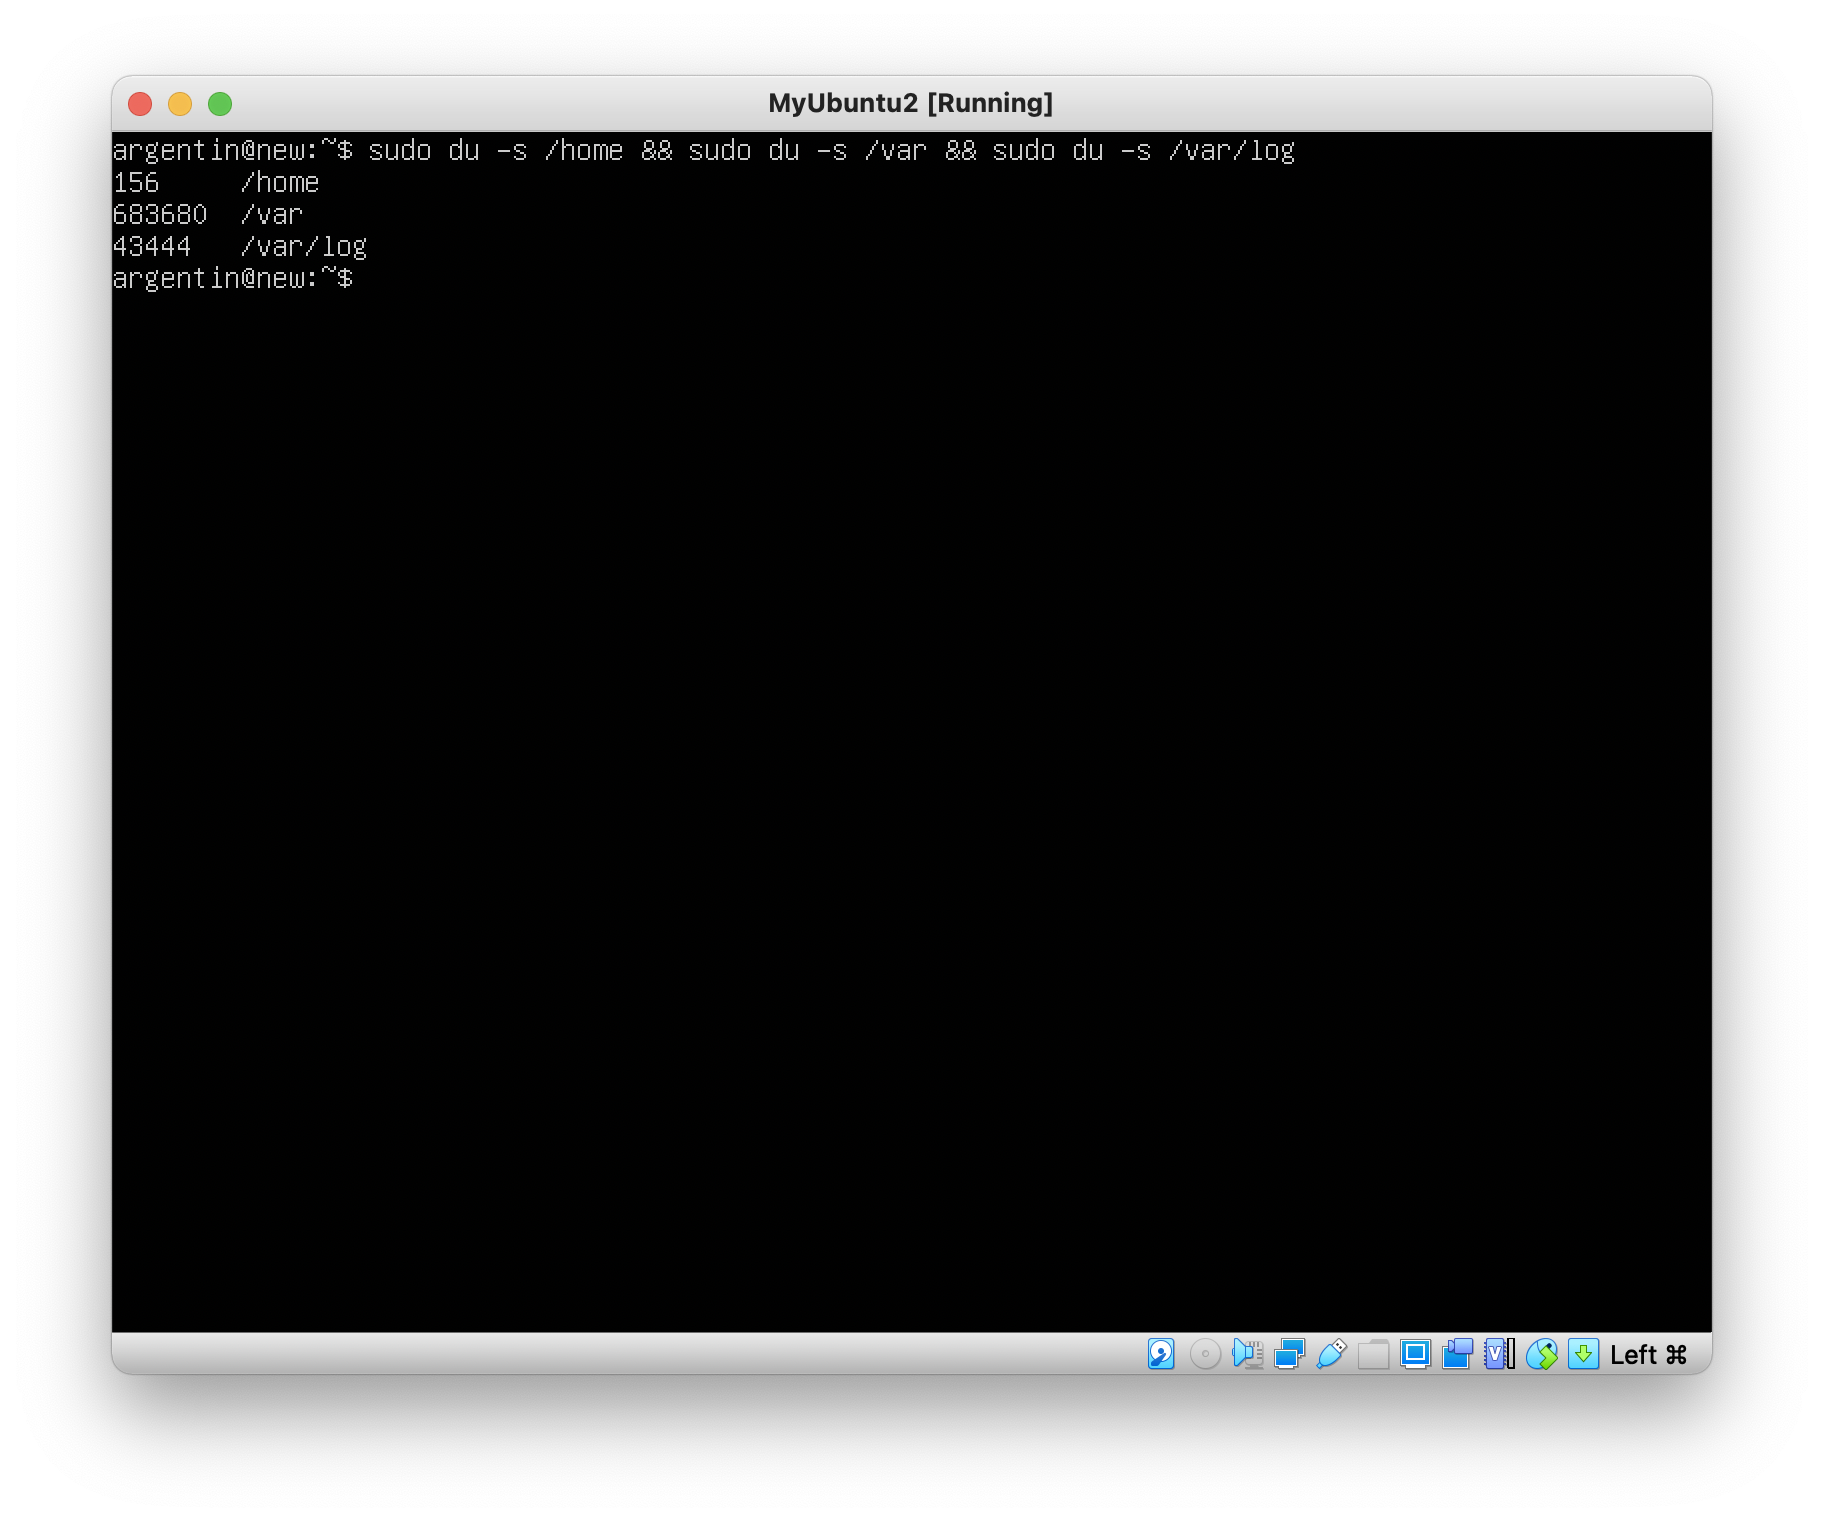 MyUbuntu2 [Running]
argentin@new:~$ sudo du -s /home && sudo du -s /var && sudo du -s /var/log
156     /home
683680  /var
43444   /var/log
argentin@new:~$
Left ⌘